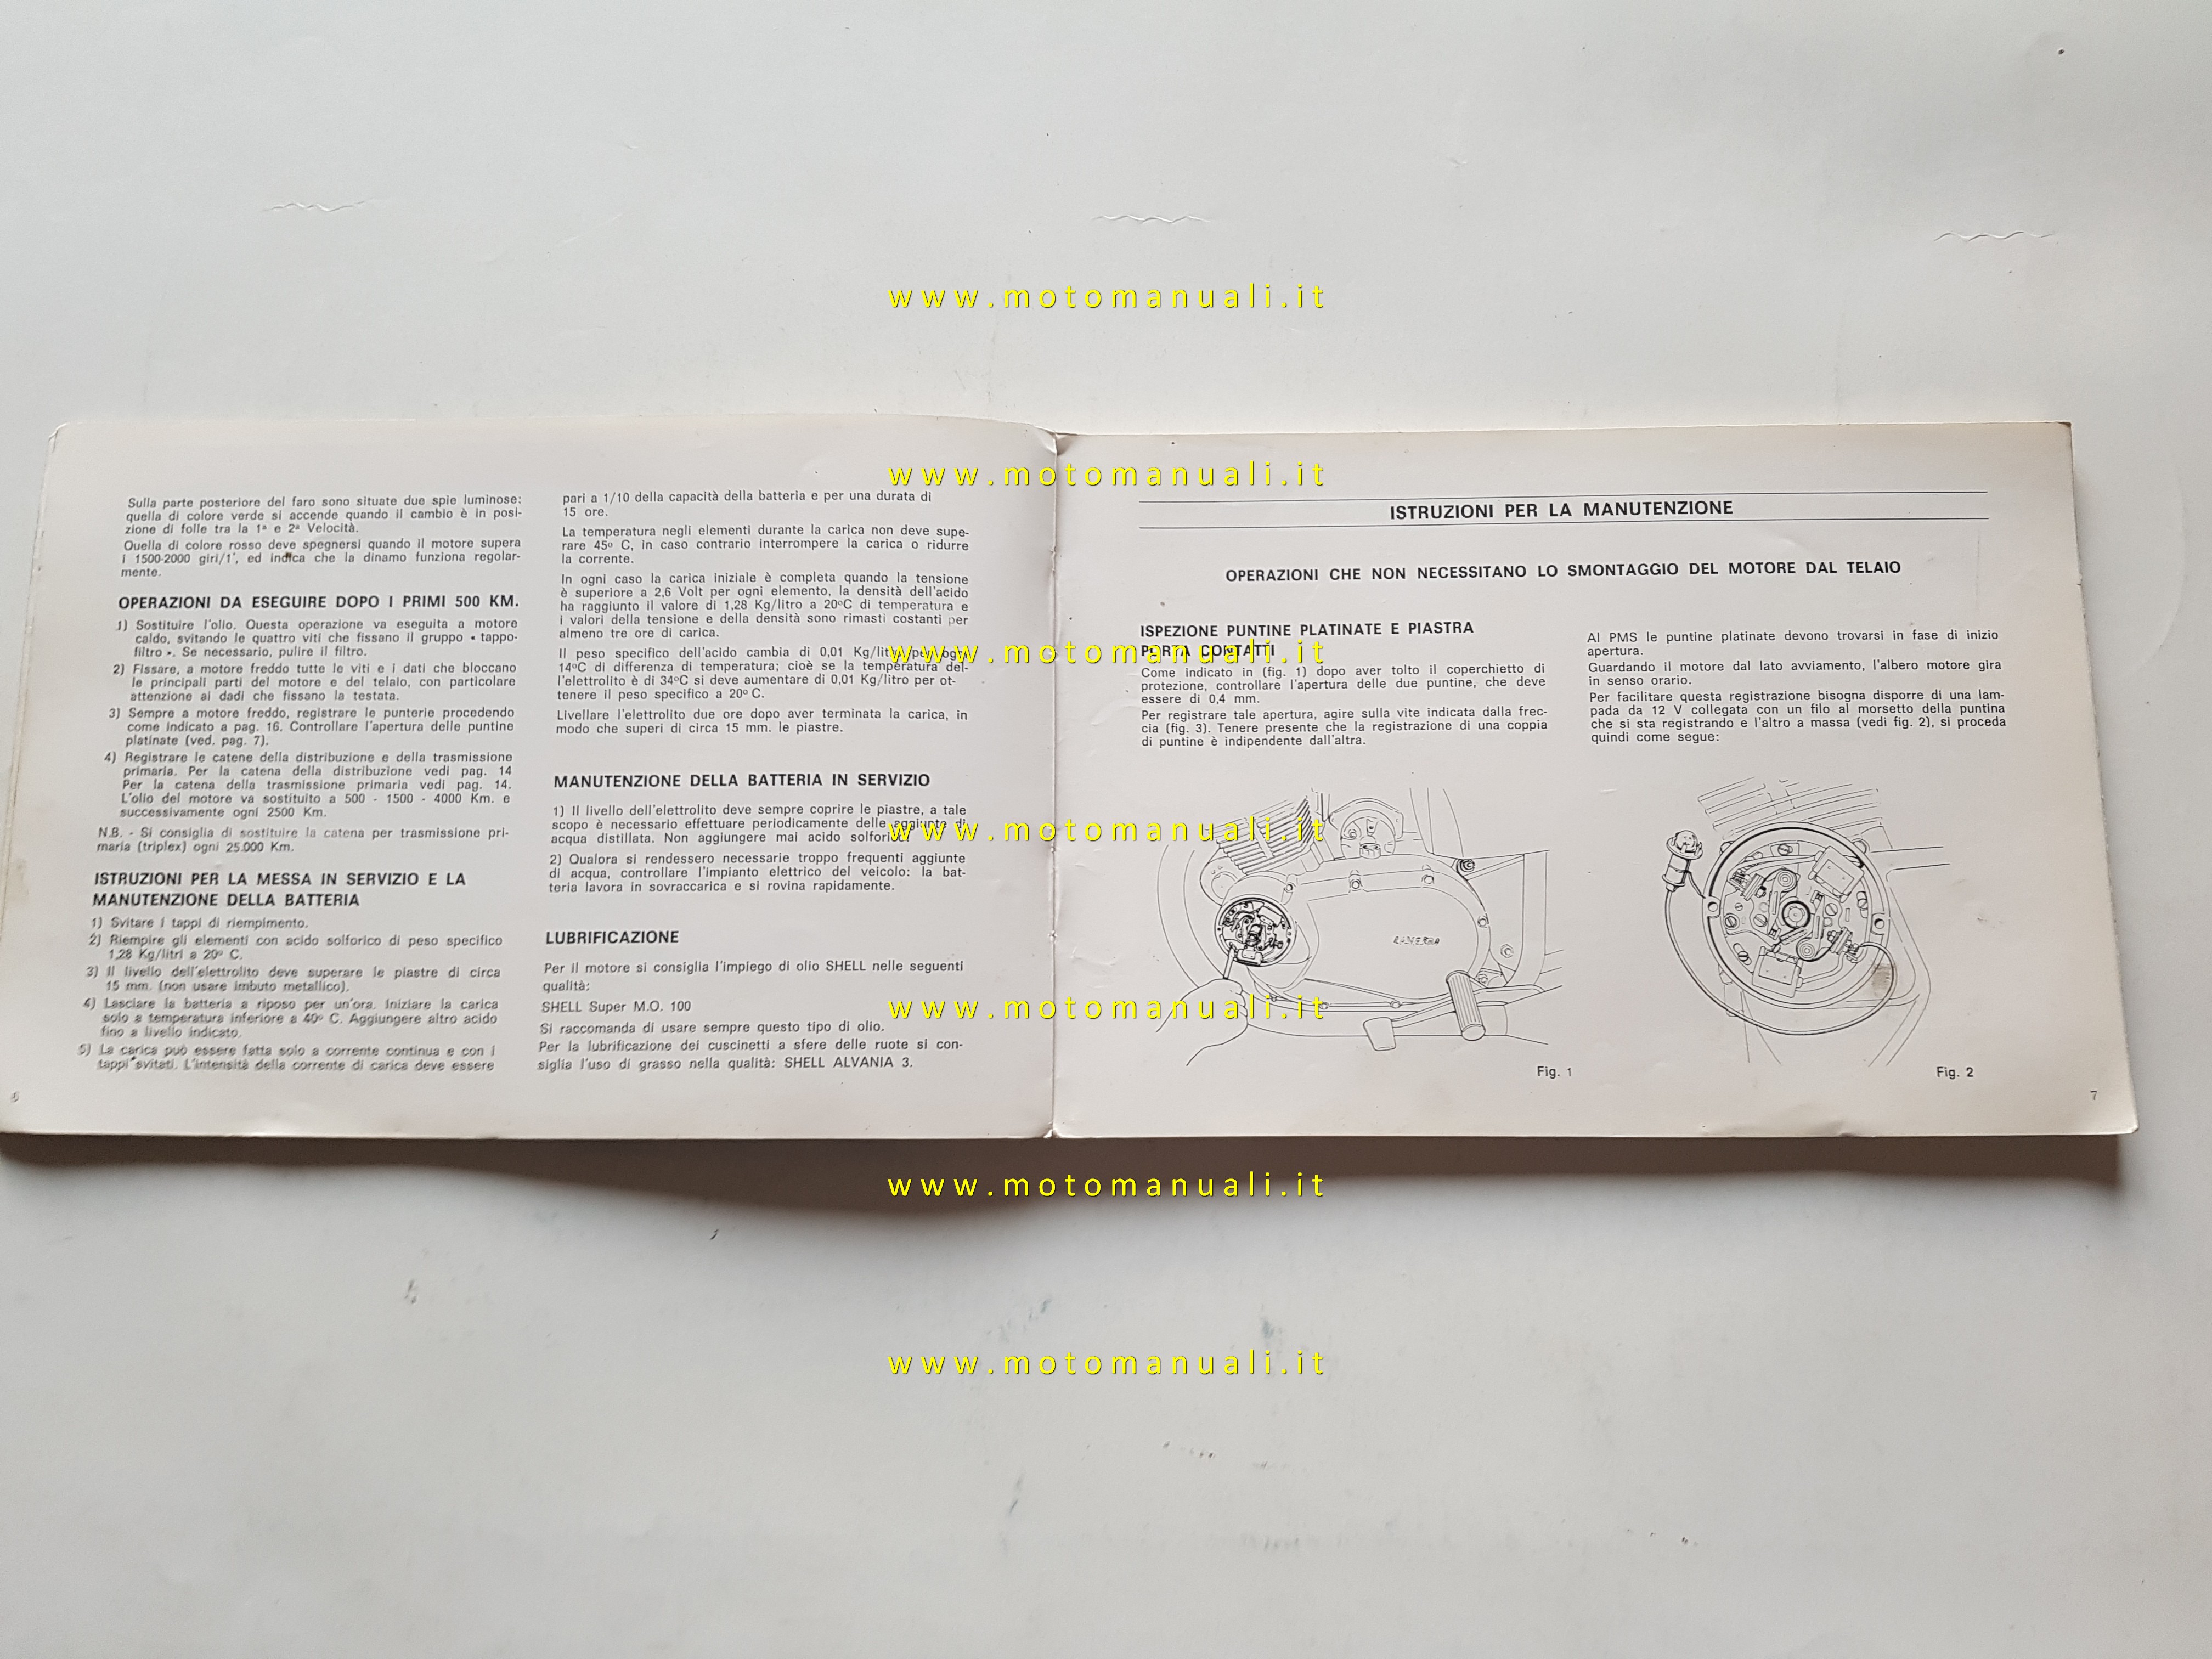 www.motomanuali.it
www.motomanuali.it
Sulla parte posteriore del faro sono situate due spie luminose:
quella di colore verde si accende quando il cambio è in posi-
zione di folle tra la 1ª e 2ª Velocità.
Quella di colore rosso deve spegnersi quando il motore supera
i 1500-2000 giri/1', ed indica che la dinamo funziona regolar-
mente.
OPERAZIONI DA ESEGUIRE DOPO I PRIMI 500 KM.
1) Sostituire l'olio. Questa operazione va eseguita a motore
caldo, svitando le quattro viti che fissano il gruppo « tappo-
filtro ». Se necessario, pulire il filtro.
2) Fissare, a motore freddo tutte le viti e i dati che bloccano
le principali parti del motore e del telaio, con particolare
attenzione ai dadi che fissano la testata.
3) Sempre a motore freddo, registrare le punterie procedendo
come indicato a pag. 16. Controllare l'apertura delle puntine
platinate (ved. pag. 7).
4) Registrare le catene della distribuzione e della trasmissione
primaria. Per la catena della distribuzione vedi pag. 14
Per la catena della trasmissione primaria vedi pag. 14.
L'olio del motore va sostituito a 500 - 1500 - 4000 Km. e
successivamente ogni 2500 Km.
N.B. - Si consiglia di sostituire la catena per trasmissione pri-
maria (triplex) ogni 25.000 Km.
ISTRUZIONI PER LA MESSA IN SERVIZIO E LA
MANUTENZIONE DELLA BATTERIA
1) Svitare i tappi di riempimento.
2) Riempire gli elementi con acido solforico di peso specifico
1,28 Kg/litri a 20º C.
3) Il livello dell'elettrolito deve superare le piastre di circa
15 mm. (non usare imbuto metallico).
4) Lasciare la batteria a riposo per un'ora. Iniziare la carica
solo a temperatura inferiore a 40º C. Aggiungere altro acido
fino a livello indicato.
5) La carica può essere fatta solo a corrente continua e con i
tappi svitati. L'intensità della corrente di carica deve essere
6
pari a 1/10 della capacità della batteria e per una durata di
15 ore.
La temperatura negli elementi durante la carica non deve supe-
rare 45º C, in caso contrario interrompere la carica o ridurre
la corrente.
In ogni caso la carica iniziale è completa quando la tensione
è superiore a 2,6 Volt per ogni elemento, la densità dell'acido
ha raggiunto il valore di 1,28 Kg/litro a 20ºC di temperatura e
i valori della tensione e della densità sono rimasti costanti per
almeno tre ore di carica.
Il peso specifico dell'acido cambia di 0,01 Kg/litro per ogni
14ºC di differenza di temperatura; cioè se la temperatura del-
l'elettrolito è di 34ºC si deve aumentare di 0,01 Kg/litro per ot-
tenere il peso specifico a 20º C.
Livellare l'elettrolito due ore dopo aver terminata la carica, in
modo che superi di circa 15 mm. le piastre.
MANUTENZIONE DELLA BATTERIA IN SERVIZIO
1) Il livello dell'elettrolito deve sempre coprire le piastre, a tale
scopo è necessario effettuare periodicamente delle aggiunte di
acqua distillata. Non aggiungere mai acido solforico.
2) Qualora si rendessero necessarie troppo frequenti aggiunte
di acqua, controllare l'impianto elettrico del veicolo: la bat-
teria lavora in sovraccarica e si rovina rapidamente.
LUBRIFICAZIONE
Per il motore si consiglia l'impiego di olio SHELL nelle seguenti
qualità:
SHELL Super M.O. 100
Si raccomanda di usare sempre questo tipo di olio.
Per la lubrificazione dei cuscinetti a sfere delle ruote si con-
siglia l'uso di grasso nella qualità: SHELL ALVANIA 3.
www.motomanuali.it
www.motomanuali.it
www.motomanuali.it
ISTRUZIONI PER LA MANUTENZIONE
OPERAZIONI CHE NON NECESSITANO LO SMONTAGGIO DEL MOTORE DAL TELAIO
ISPEZIONE PUNTINE PLATINATE E PIASTRA
PORTA CONTATTI
Come indicato in (fig. 1) dopo aver tolto il coperchietto di
protezione, controllare l'apertura delle due puntine, che deve
essere di 0,4 mm.
Per registrare tale apertura, agire sulla vite indicata dalla frec-
cia (fig. 3). Tenere presente che la registrazione di una coppia
di puntine è indipendente dall'altra.
Al PMS le puntine platinate devono trovarsi in fase di inizio
apertura.
Guardando il motore dal lato avviamento, l'albero motore gira
in senso orario.
Per facilitare questa registrazione bisogna disporre di una lam-
pada da 12 V collegata con un filo al morsetto della puntina
che si sta registrando e l'altro a massa (vedi fig. 2), si proceda
quindi come segue:
Fig. 1
Fig. 2
7
www.motomanuali.it
www.motomanuali.it